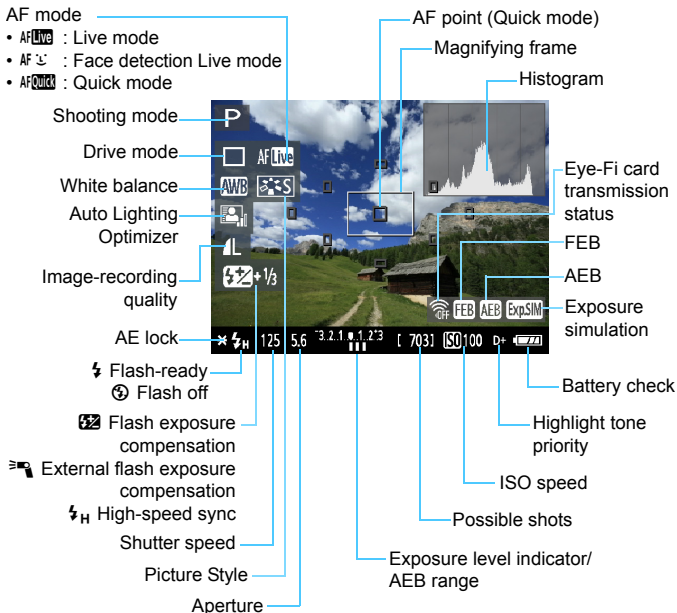 AF mode
• AF Live : Live mode
• AF : Face detection Live mode
• AF Quick : Quick mode
AF point (Quick mode)
Magnifying frame
Histogram
Shooting mode
Drive mode
White balance
Auto Lighting
Optimizer
Image-recording
quality
AE lock
Flash-ready
Flash off
Flash exposure
compensation
External flash exposure
compensation
H High-speed sync
Shutter speed
Picture Style
Aperture
P
AF Live
AWB
S
L
+1/3
OFF FEB AEB Exp.SIM
H 125 5.6 -3..2..1..0..1..2.+3 [ 703] ISO 100 D+
Eye-Fi card
transmission
status
FEB
AEB
Exposure
simulation
Battery check
Highlight tone
priority
ISO speed
Possible shots
Exposure level indicator/
AEB range